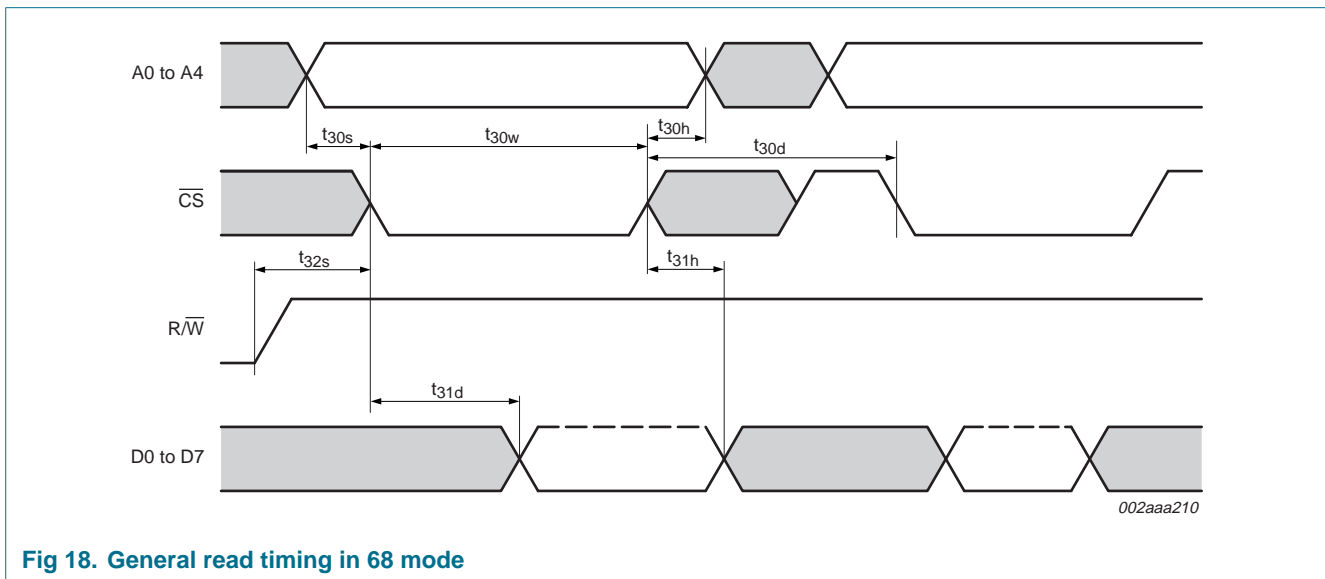 A0 to A4
t30s
t30w
t30h
t30d
CS
t32s
t31h
R/W
t31d
D0 to D7
002aaa210
Fig 18. General read timing in 68 mode